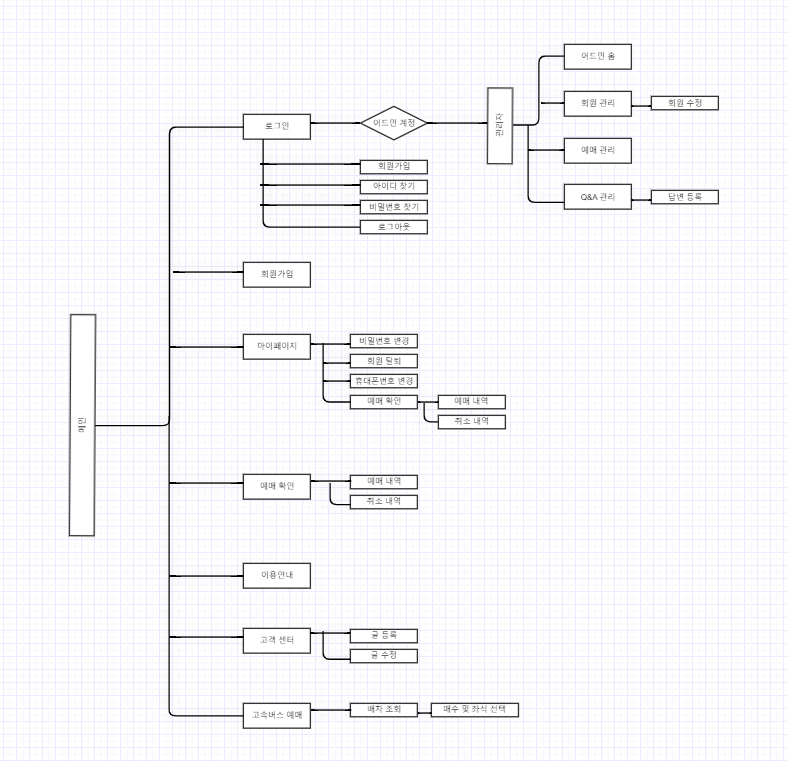 어드민 홈
로그인
어드민 계정
관리자
회원 관리
회원 수정
예매 관리
Q&A 관리
답변 등록
회원가입
아이디 찾기
비밀번호 찾기
로그아웃
회원가입
메인
마이페이지
비밀번호 변경
회원 탈퇴
휴대폰번호 변경
예매 확인
예매 내역
취소 내역
예매 확인
예매 내역
취소 내역
이용안내
고객 센터
글 등록
글 수정
고속버스 예매
배차 조회
매수 및 좌석 선택